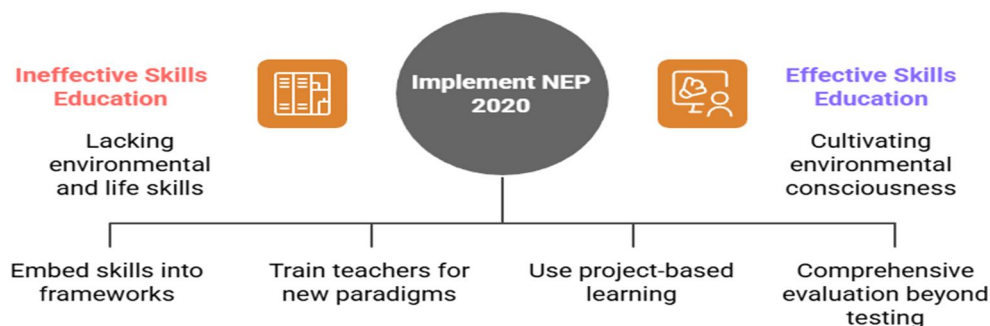 Ineffective Skills
Education
Lacking
environmental
and life skills
Implement NEP
2020
Effective Skills
Education
Cultivating
environmental
consciousness
Embed skills into
frameworks
Train teachers for
new paradigms
Use project-based
learning
Comprehensive
evaluation beyond
testing